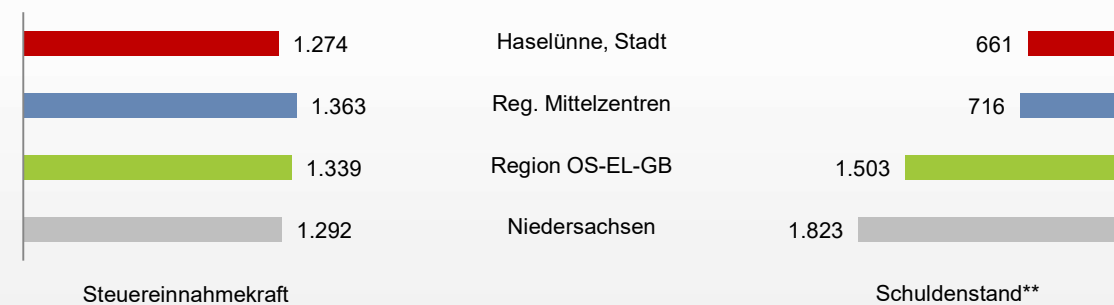 1.274 Haselünne, Stadt 661
1.363 Reg. Mittelzentren 716
1.339 Region OS-EL-GB 1.503
1.292 Niedersachsen 1.823
Steuereinnahmekraft Schuldenstand**